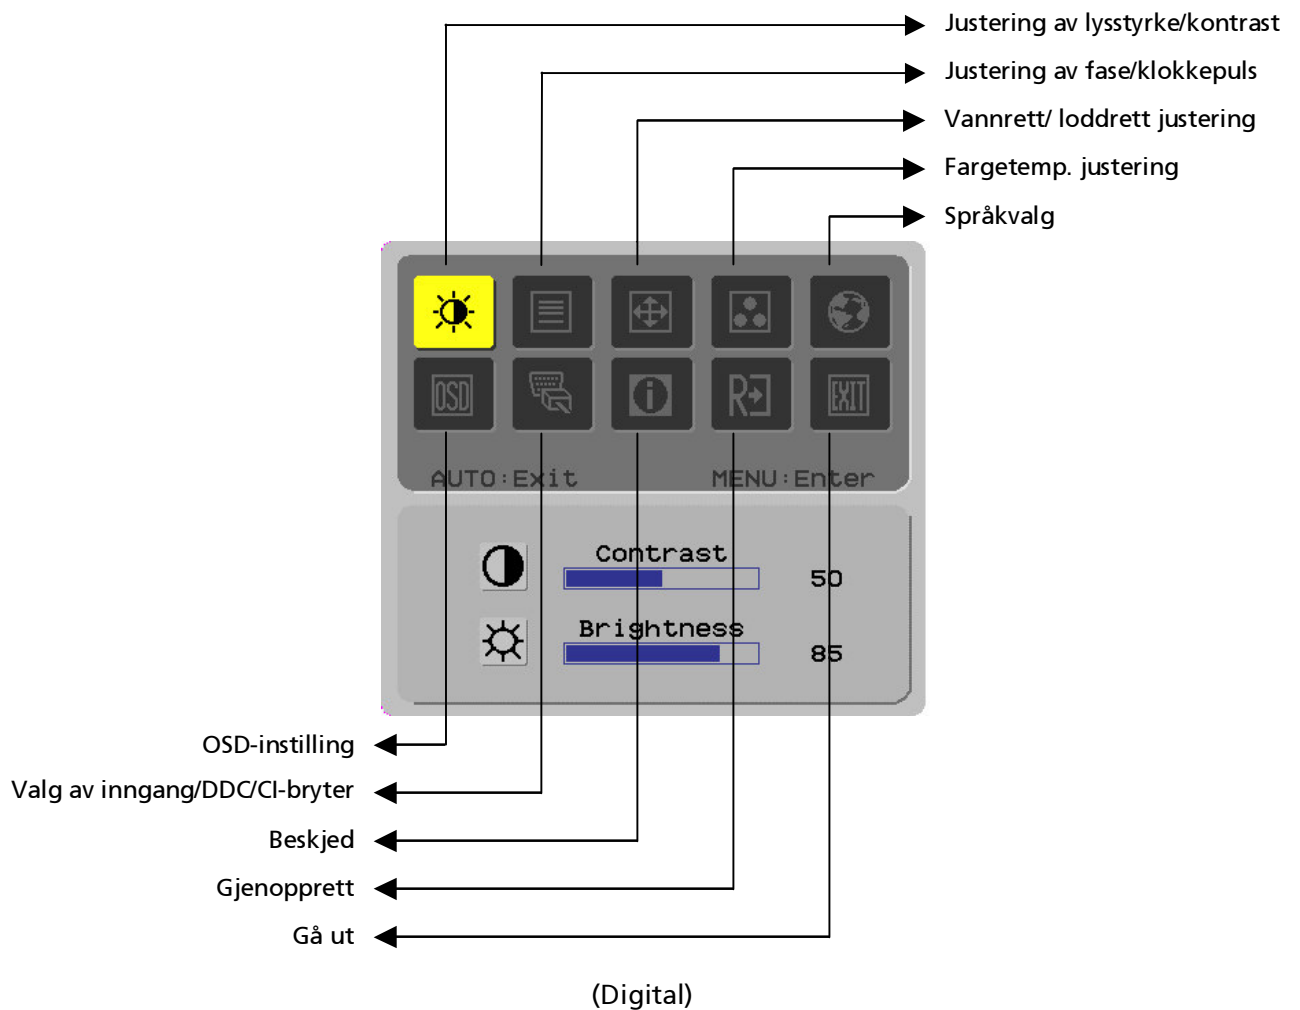 Justering av lysstyrke/kontrast
Justering av fase/klokkepuls
Vannrett/ loddrett justering
Fargetemp. justering
Språkvalg
OSD
i
R
EXIT
AUTO:Exit MENU:Enter
Contrast
50
Brightness
85
OSD-instilling
Valg av inngang/DDC/CI-bryter
Beskjed
Gjenopprett
Gå ut
(Digital)